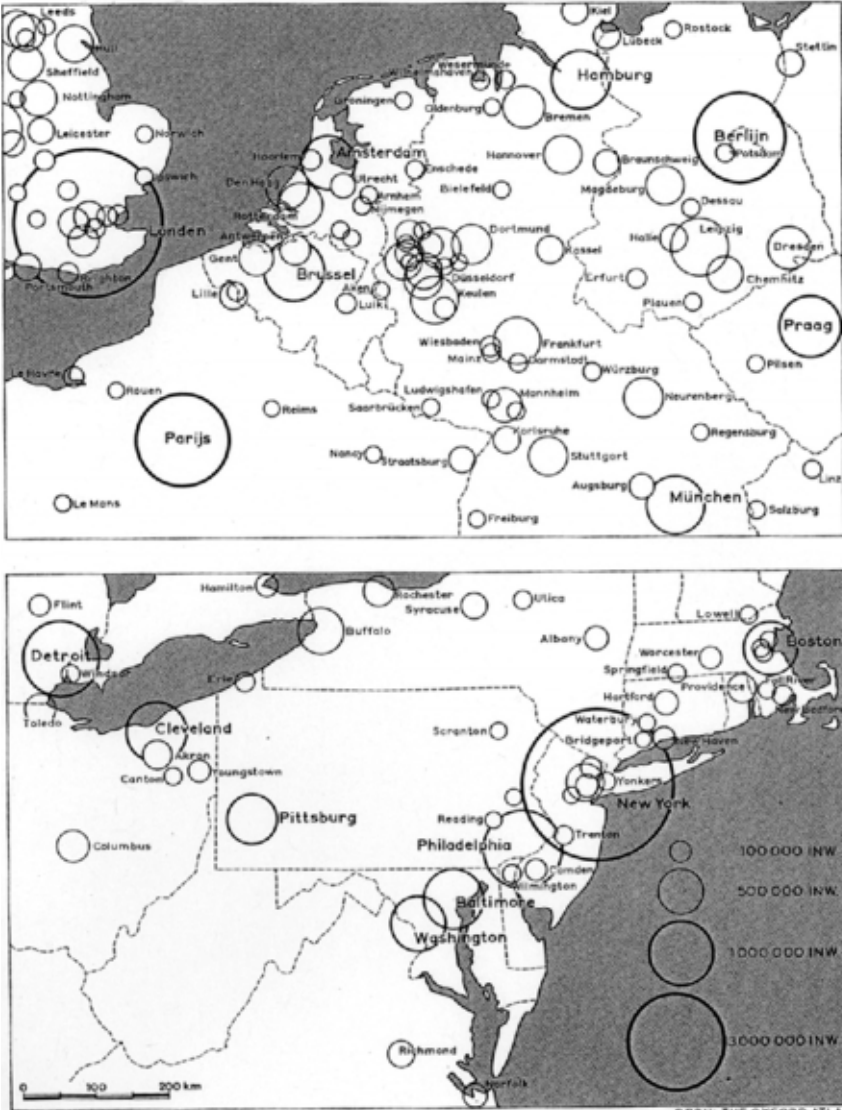 Leeds
Hull
Sheffield
Nottingham
Leicester
Norwich
Ipswich
Londen
Brighton
Portsmouth
Kiel
Lübeck
Rostock
Stettin
Wesermünde
Wilhelmshaven
Hamburg
Groningen
Oldenburg
Bremen
Berlijn
Potsdam
Haarlem
Amsterdam
Enschede
Hannover
Braunschweig
Den Haag
Utrecht
Arnhem
Bielefeld
Magdeburg
Nijmegen
Dessau
Rotterdam
Antwerpen
Dortmund
Kassel
Halle
Leipzig
Dresden
Gent
Brussel
Düsseldorf
Erfurt
Chemnitz
Lille
Aken
Luik
Keulen
Plauen
Praag
Wiesbaden
Frankfurt
Mainz
Darmstadt
Würzburg
Pilsen
Le Havre
Rouen
Ludwigshafen
Mannheim
Neurenberg
Reims
Saarbrücken
Karlsruhe
Regensburg
Parijs
Nancy
Straatsburg
Stuttgart
Linz
Augsburg
München
Le Mans
Freiburg
Salzburg
Flint
Hamilton
Rochester
Syracuse
Utica
Lowell
Detroit
Buffalo
Albany
Worcester
Boston
Winds
Erie
Springfield
Providence
Fall River
Hartford
New Bedford
Toledo
Cleveland
Scranton
Waterbury
Bridgeport
New Haven
Akron
Canton
Youngstown
Yonkers
New York
Pittsburg
Reading
Philadelphia
Trenton
Columbus
Camden
Wilmington
Baltimore
Washington
Richmond
Norfolk
100 000 INW.
500 000 INW.
1 000 000 INW.
3.000 000 INW.
0 100 200 km